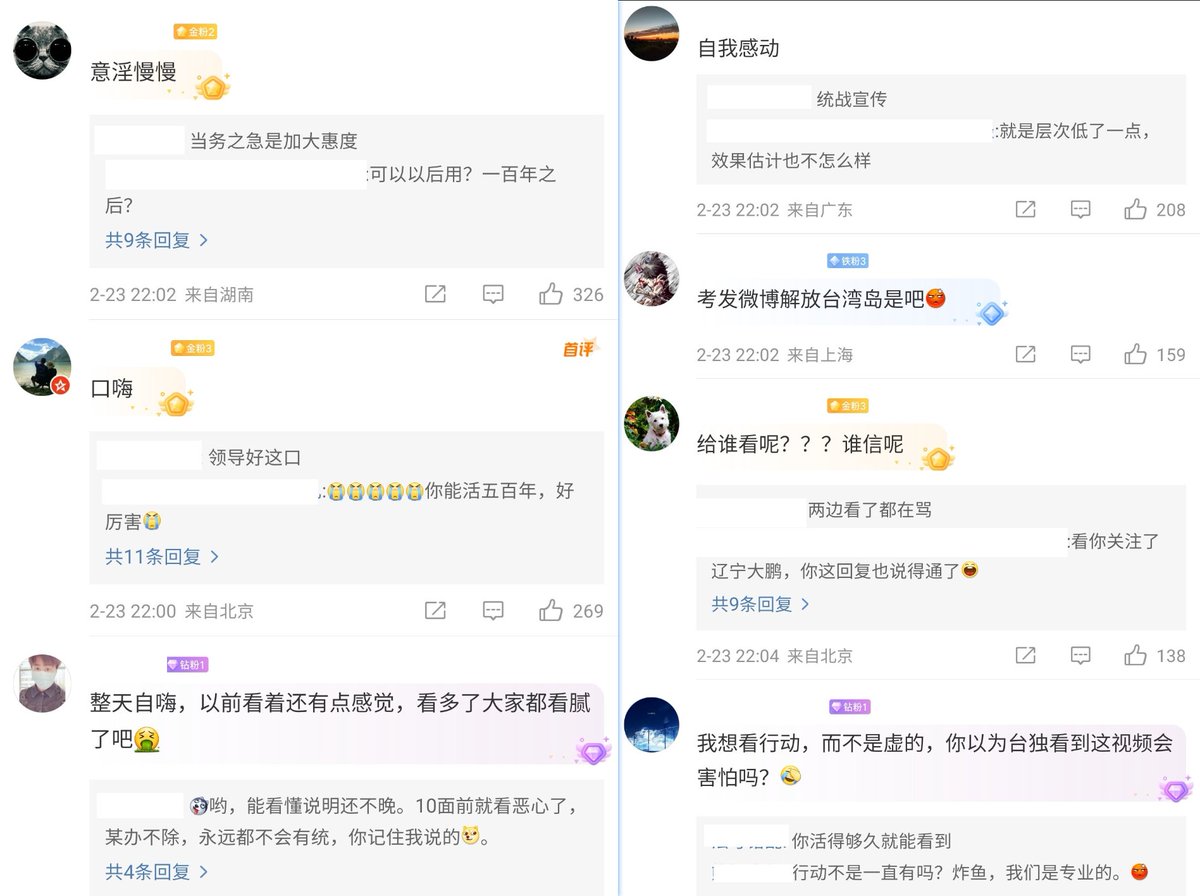 金粉2
意淫慢慢
当务之急是加大惠度
:可以以后用？一百年之
后？
共9条回复 >
2-23 22:02 来自湖南
326
金粉3
首评
口嗨
领导好这口
:😭😭😭😭😭你能活五百年，好
厉害😭
共11条回复 >
2-23 22:00 来自北京
269
钻粉1
整天自嗨，以前看着还有点感觉，看多了大家都看腻
了吧🤮
哟，能看懂说明还不晚。10面前就看恶心了，
某办不除，永远都不会有统，你记住我说的。
共4条回复 >
自我感动
统战宣传
:就是层次低了一点，
效果估计也不怎么样
2-23 22:02 来自广东
208
铁粉3
考发微博解放台湾岛是吧😡
2-23 22:02 来自上海
159
金粉3
给谁看呢？？？谁信呢
两边看了都在骂
:看你关注了
辽宁大鹏，你这回复也说得通了😄
共9条回复 >
2-23 22:04 来自北京
138
钻粉1
我想看行动，而不是虚的，你以为台独看到这视频会
害怕吗？🤣
你活得够久就能看到
行动不是一直有吗？炸鱼，我们是专业的。😡